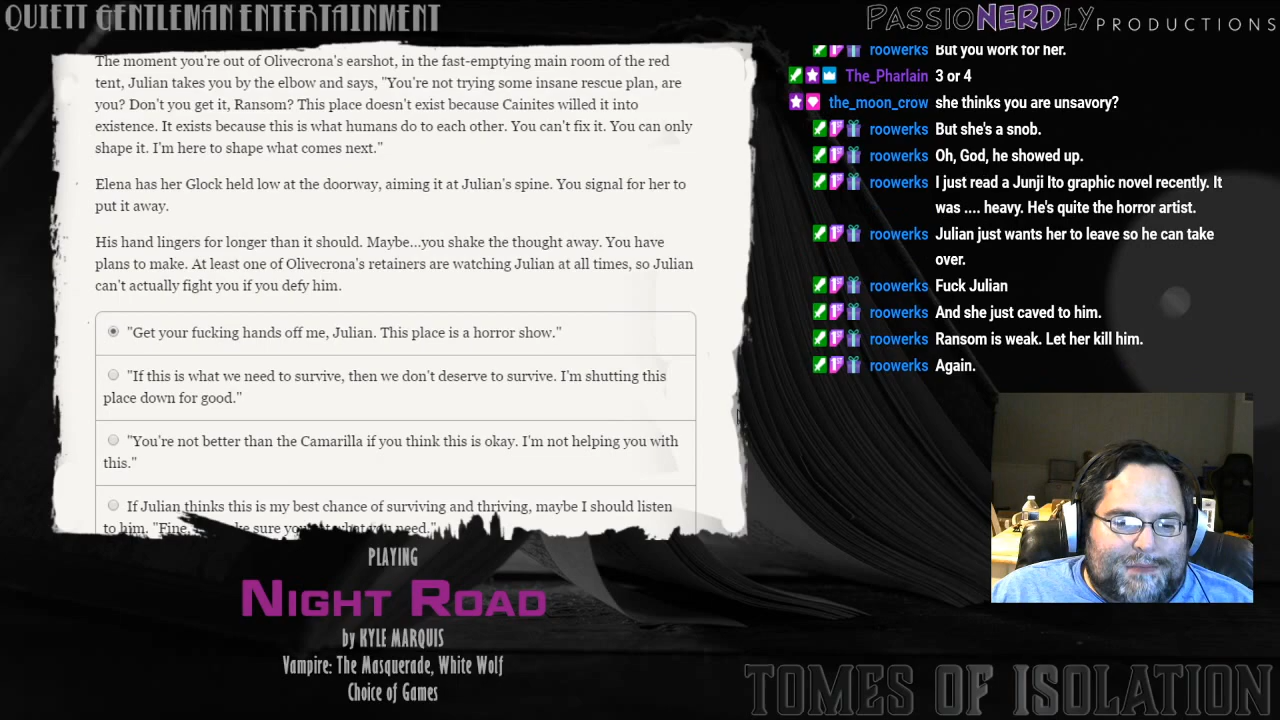 QUIETT GENTLEMAN ENTERTAINMENT
PASSIONERDLY PRODUCTIONS
The moment you're out of Olivecrona's earshot, in the fast-emptying main room of the red
tent, Julian takes you by the elbow and says, "You're not trying some insane rescue plan, are
you? Don't you get it, Ransom? This place doesn't exist because Cainites willed it into
existence. It exists because this is what humans do to each other. You can't fix it. You can only
shape it. I'm here to shape what comes next."
Elena has her Glock held low at the doorway, aiming it at Julian's spine. You signal for her to
put it away.
His hand lingers for longer than it should. Maybe...you shake the thought away. You have
plans to make. At least one of Olivecrona's retainers are watching Julian at all times, so Julian
can't actually fight you if you defy him.
"Get your fucking hands off me, Julian. This place is a horror show."
"If this is what we need to survive, then we don't deserve to survive. I'm shutting this
place down for good."
"You're not better than the Camarilla if you think this is okay. I'm not helping you with
this."
If Julian thinks this is my best chance of surviving and thriving, maybe I should listen
to him. "Fine, sure need."
roowerks But you work for her.
The_Pharlain 3 or 4
the_moon_crow she thinks you are unsavory?
roowerks But she's a snob.
roowerks Oh, God, he showed up.
roowerks I just read a Junji Ito graphic novel recently. It
was .... heavy. He's quite the horror artist.
roowerks Julian just wants her to leave so he can take
over.
roowerks Fuck Julian
roowerks And she just caved to him.
roowerks Ransom is weak. Let her kill him.
roowerks Again.
PLAYING
NIGHT ROAD
by KYLE MARQUIS
Vampire: The Masquerade, White Wolf
Choice of Games
TOMES OF ISOLATION